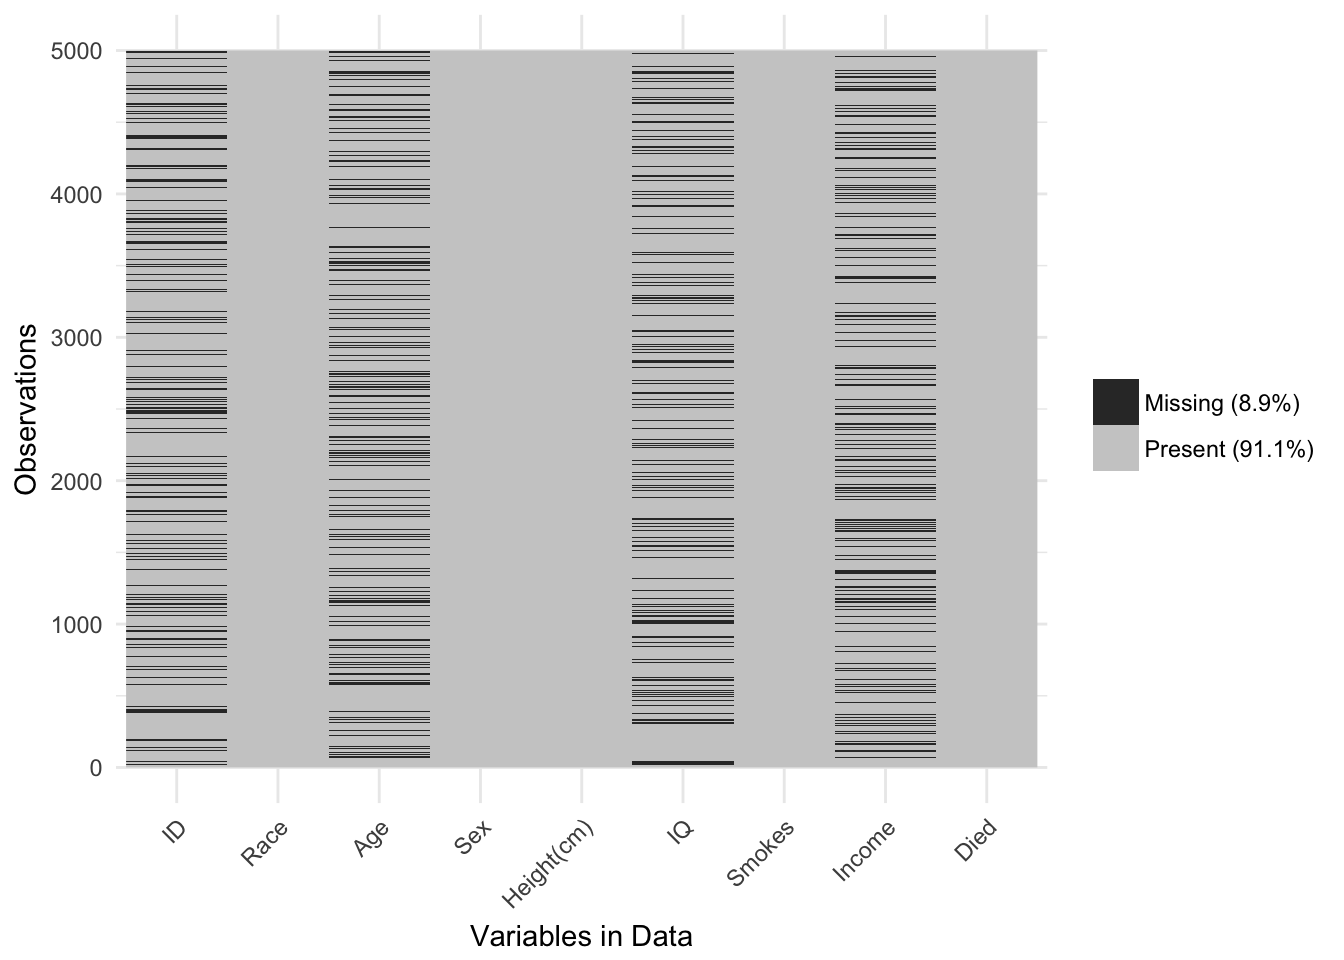 5000
4000
3000
2000
1000
0
Observations
ID
Race
Age
Sex
Height(cm)
IQ
Smokes
Income
Died
Variables in Data
Missing (8.9%)
Present (91.1%)